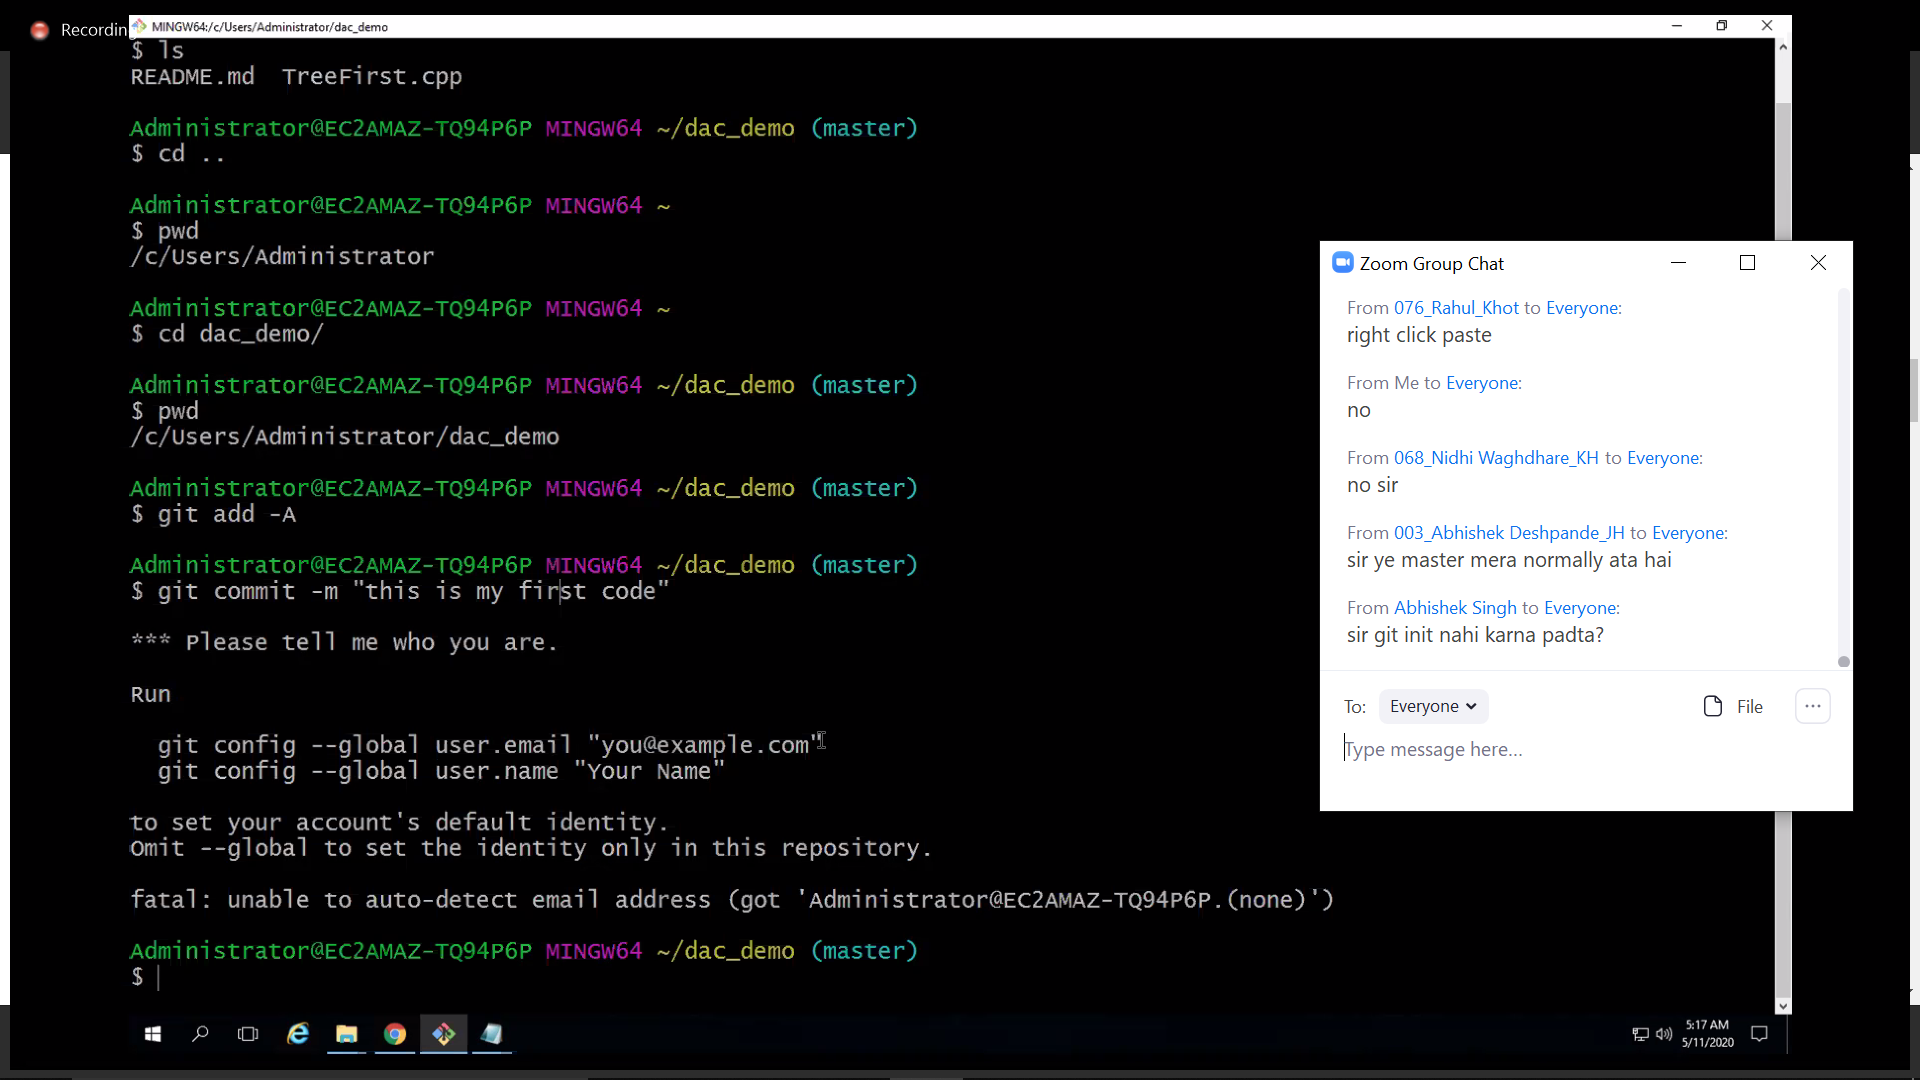 Recording
MINGW64:/c/Users/Administrator/dac_demo
$ ls
README.md  TreeFirst.cpp
Administrator@EC2AMAZ-TQ94P6P MINGW64 ~/dac_demo (master)
$ cd ..
Administrator@EC2AMAZ-TQ94P6P MINGW64 ~
$ pwd
/c/Users/Administrator
Administrator@EC2AMAZ-TQ94P6P MINGW64 ~
$ cd dac_demo/
Administrator@EC2AMAZ-TQ94P6P MINGW64 ~/dac_demo (master)
$ pwd
/c/Users/Administrator/dac_demo
Administrator@EC2AMAZ-TQ94P6P MINGW64 ~/dac_demo (master)
$ git add -A
Administrator@EC2AMAZ-TQ94P6P MINGW64 ~/dac_demo (master)
$ git commit -m "this is my first code"
*** Please tell me who you are.
Run
git config --global user.email "you@example.com"
git config --global user.name "Your Name"
to set your account's default identity.
Omit --global to set the identity only in this repository.
fatal: unable to auto-detect email address (got 'Administrator@EC2AMAZ-TQ94P6P.(none)')
Administrator@EC2AMAZ-TQ94P6P MINGW64 ~/dac_demo (master)
$
Zoom Group Chat
From 076_Rahul_Khot to Everyone:
right click paste
From Me to Everyone:
no
From 068_Nidhi Waghdhare_KH to Everyone:
no sir
From 003_Abhishek Deshpande_JH to Everyone:
sir ye master mera normally ata hai
From Abhishek Singh to Everyone:
sir git init nahi karna padta?
To: Everyone
File
Type message here...
5:17 AM
5/11/2020